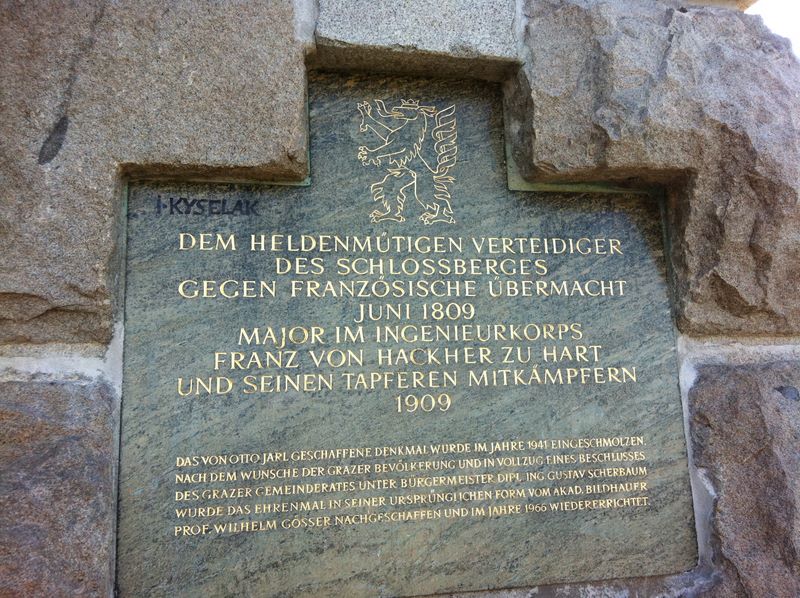 I·KYSELAK
DEM HELDENMŰTIGEN VERTEIDIGER
DES SCHLOSSBERGES
GEGEN FRANZŐSISCHE ŰBERMACHT
JUNI 1809
MAJOR IM INGENIEURKORPS
FRANZ VON HACKHER ZU HART
UND SEINEN TAPFEREN MITKÄMPFERN
1909
DAS VON OTTO JARL GESCHAFFENE DENKMAL WURDE IM JAHRE 1941 EINGESCHMOLZEN.
NACH DEM WUNSCHE DER GRAZER BEVÖLKERUNG UND IN VOLLZUG EINES BESCHLUSSES
DES GRAZER GEMEINDERATES UNTER BÜRGERMEISTER DIPL. ING GUSTAV SCHERBAUM
WURDE DAS EHRENMAL IN SEINER URSPRÜNGLICHEN FORM VOM AKAD. BILDHAUER
PROF. WILHELM GÖSSER NACHGESCHAFFEN UND IM JAHRE 1966 WIEDERERRICHTET.